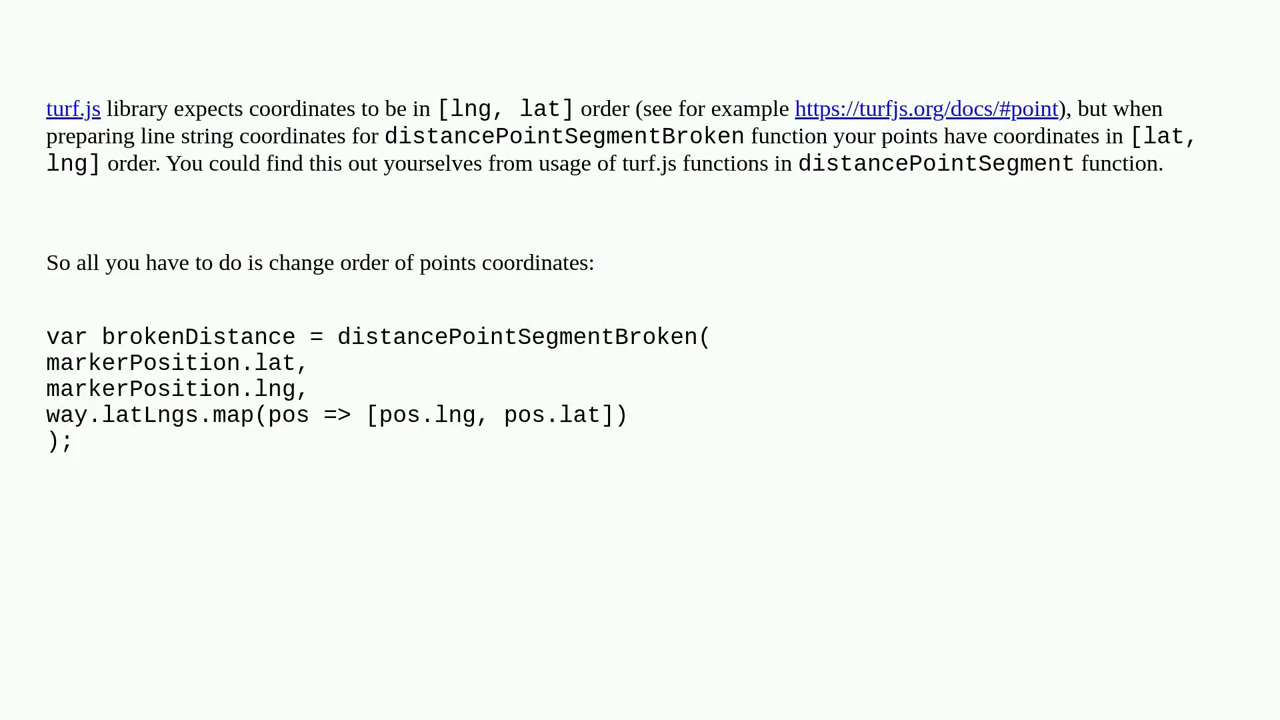 turf.js library expects coordinates to be in [lng, lat] order (see for example https://turfjs.org/docs/#point), but when
preparing line string coordinates for distancePointSegmentBroken function your points have coordinates in [lat,
lng] order. You could find this out yourselves from usage of turf.js functions in distancePointSegment function.
So all you have to do is change order of points coordinates:
var brokenDistance = distancePointSegmentBroken(
markerPosition.lat,
markerPosition.lng,
way.latLngs.map(pos => [pos.lng, pos.lat])
);